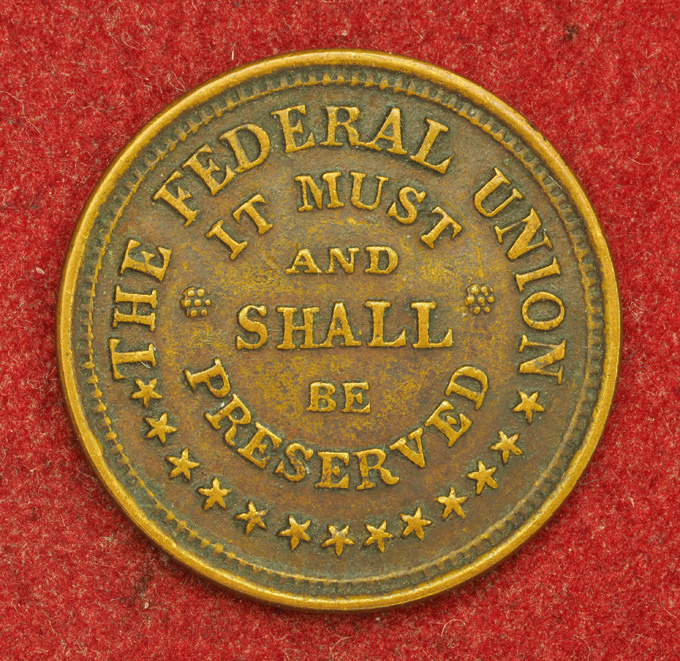 THE FEDERAL UNION
IT MUST
AND
SHALL
BE
PRESERVED